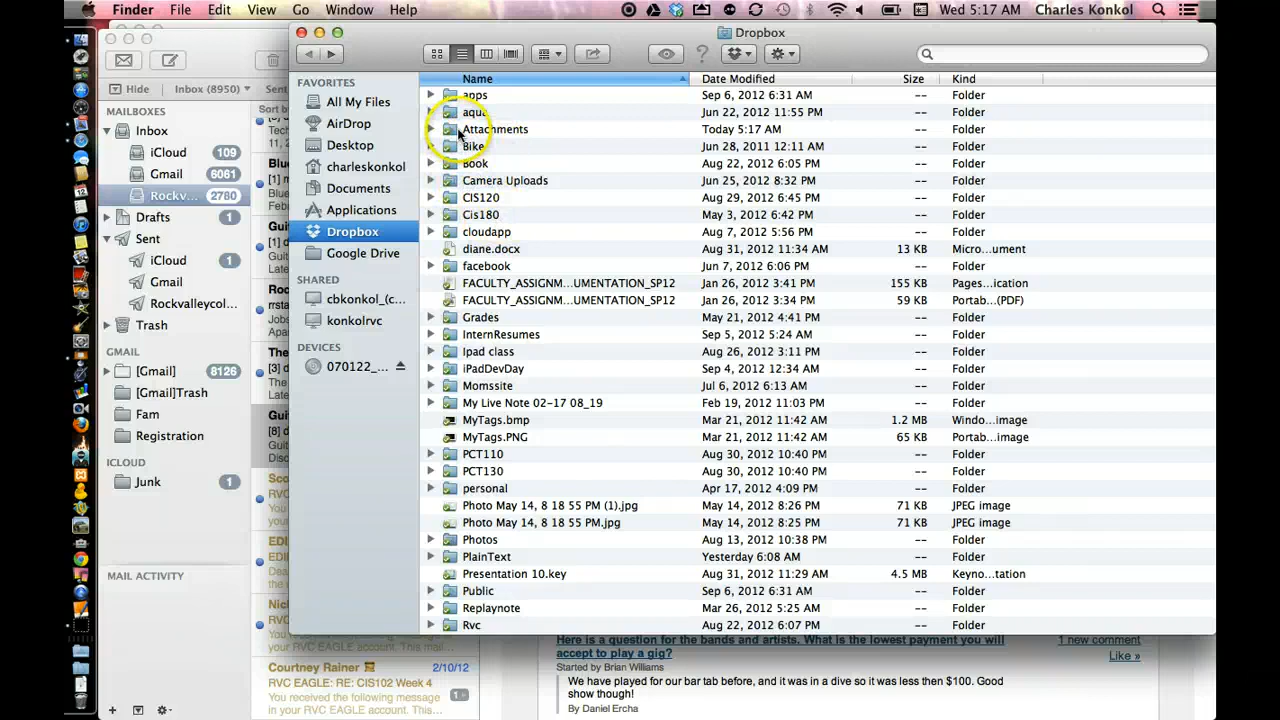 Finder File Edit View Go Window Help Wed 5:17 AM Charles Konkol
Dropbox
Hide Inbox (8950) Sent
MAILBOXES
Inbox
iCloud 109
Gmail 6061
Rockv... 2780
Drafts 1
Sent
iCloud 1
Gmail
Rockvalleycol...
Trash
GMAIL
[Gmail] 8126
[Gmail]Trash
Fam
Registration
ICLOUD
Junk 1
MAIL ACTIVITY
Sort b
FAVORITES
All My Files
AirDrop
Desktop
charleskonkol
Documents
Applications
Dropbox
Google Drive
SHARED
cbkonkol_(c...
konkolrvc
DEVICES
070122_...
Name Date Modified Size Kind
apps Sep 6, 2012 6:31 AM -- Folder
aqua Jun 22, 2012 11:55 PM -- Folder
Attachments Today 5:17 AM -- Folder
Bike Jun 28, 2011 12:11 AM -- Folder
Book Aug 22, 2012 6:05 PM -- Folder
Camera Uploads Jun 25, 2012 8:32 PM -- Folder
CIS120 Aug 29, 2012 6:45 PM -- Folder
Cis180 May 3, 2012 6:42 PM -- Folder
cloudapp Aug 7, 2012 5:56 PM -- Folder
diane.docx Aug 31, 2012 11:34 AM 13 KB Micro...ument
facebook Jun 7, 2012 6:06 PM -- Folder
FACULTY_ASSIGNM...UMENTATION_SP12 Jan 26, 2012 3:41 PM 155 KB Pages...ication
FACULTY_ASSIGNM...UMENTATION_SP12 Jan 26, 2012 3:34 PM 59 KB Portab...(PDF)
Grades May 21, 2012 4:41 PM -- Folder
InternResumes Sep 5, 2012 5:24 AM -- Folder
Ipad class Aug 26, 2012 3:11 PM -- Folder
iPadDevDay Sep 4, 2012 12:34 AM -- Folder
Momssite Jul 6, 2012 6:13 AM -- Folder
My Live Note 02-17 08_19 Feb 19, 2012 11:03 PM -- Folder
MyTags.bmp Mar 21, 2012 11:42 AM 1.2 MB Windo...image
MyTags.PNG Mar 21, 2012 11:42 AM 65 KB Portab...image
PCT110 Aug 30, 2012 10:40 PM -- Folder
PCT130 Aug 30, 2012 10:40 PM -- Folder
personal Apr 17, 2012 4:09 PM -- Folder
Photo May 14, 8 18 55 PM (1).jpg May 14, 2012 8:26 PM 71 KB JPEG image
Photo May 14, 8 18 55 PM.jpg May 14, 2012 8:25 PM 71 KB JPEG image
Photos Aug 13, 2012 10:38 PM -- Folder
PlainText Yesterday 6:08 AM -- Folder
Presentation 10.key Aug 31, 2012 11:29 AM 4.5 MB Keyno...tation
Public Sep 6, 2012 6:31 AM -- Folder
Replaynote Mar 26, 2012 5:25 AM -- Folder
Rvc Aug 22, 2012 6:07 PM -- Folder
Courtney Rainer 2/10/12
RVC EAGLE: RE: CIS102 Week 4
You received the following
message in your RVC EAGLE
account. This mail...
Here is a question for the bands and artists. What is the lowest payment you will
accept to play a gig?
Started by Brian Williams
We have played for our bar tab before, and it was in a dive so it was less then $100. Good
show though!
By Daniel Ercha
1 new comment
Like »